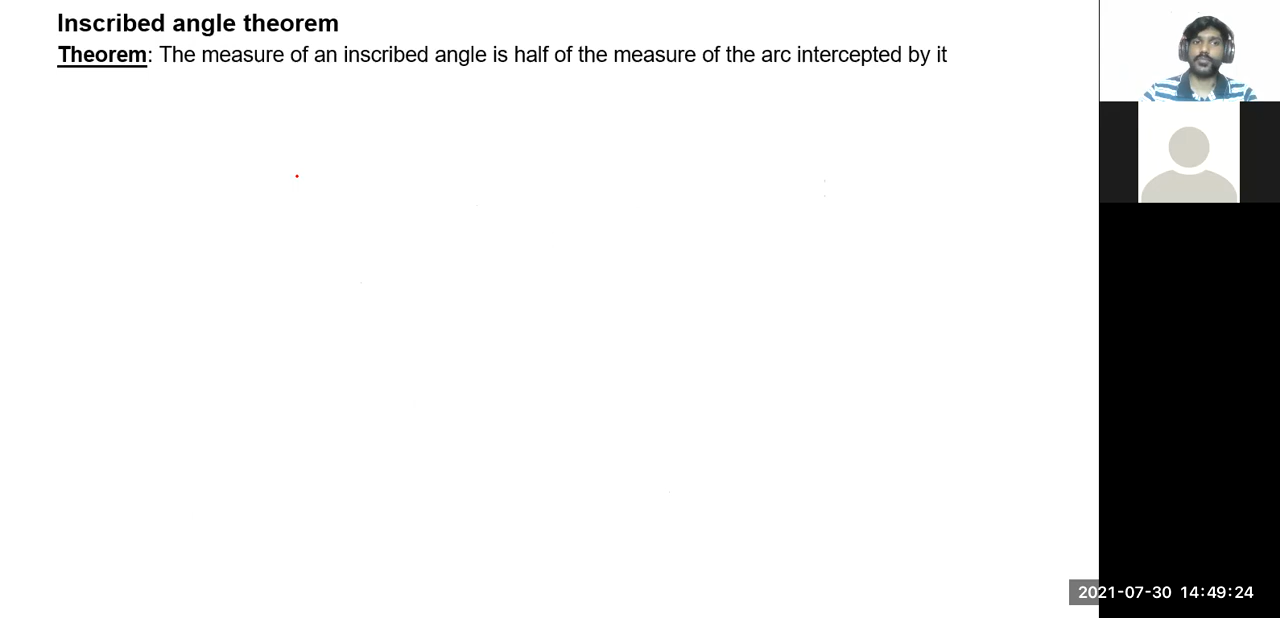 Inscribed angle theorem
Theorem: The measure of an inscribed angle is half of the measure of the arc intercepted by it
2021-07-30 14:49:24